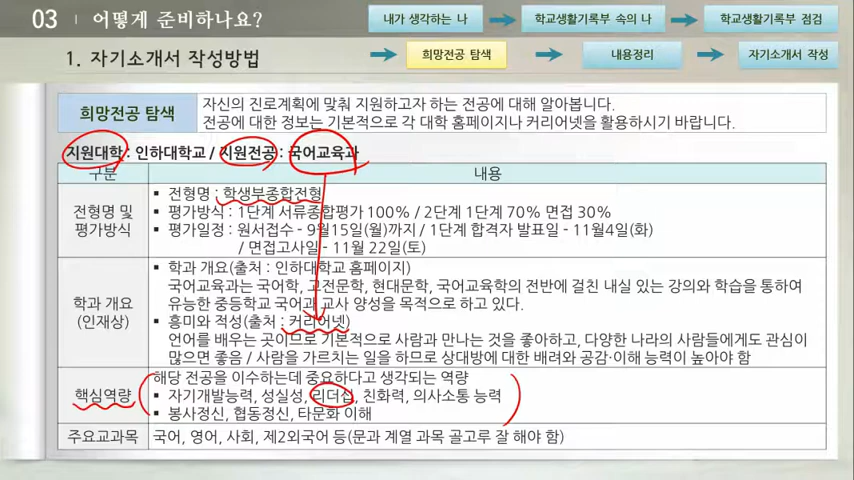 03 | 어떻게 준비하나요?
내가 생각하는 나
학교생활기록부 속의 나
학교생활기록부 점검
1. 자기소개서 작성방법
희망전공 탐색
내용정리
자기소개서 작성
희망전공 탐색
자신의 진로계획에 맞춰 지원하고자 하는 전공에 대해 알아봅니다.
전공에 대한 정보는 기본적으로 각 대학 홈페이지나 커리어넷을 활용하시기 바랍니다.
지원대학 : 인하대학교 / 지원전공 : 국어교육과
구분
내용
전형명 및
평가방식
▪ 전형명 : 학생부종합전형
▪ 평가방식 : 1단계 서류종합평가 100% / 2단계 1단계 70% 면접 30%
▪ 평가일정 : 원서접수 - 9월15일(월)까지 / 1단계 합격자 발표일 - 11월4일(화)
/ 면접고사일 - 11월 22일(토)
학과 개요
(인재상)
▪ 학과 개요(출처 : 인하대학교 홈페이지)
국어교육과는 국어학, 고전문학, 현대문학, 국어교육학의 전반에 걸친 내실 있는 강의와 학습을 통하여
유능한 중등학교 국어과 교사 양성을 목적으로 하고 있다.
▪ 흥미와 적성(출처 : 커리어넷)
언어를 배우는 곳이므로 기본적으로 사람과 만나는 것을 좋아하고, 다양한 나라의 사람들에게도 관심이
많으면 좋음 / 사람을 가르치는 일을 하므로 상대방에 대한 배려와 공감·이해 능력이 높아야 함
핵심역량
해당 전공을 이수하는데 중요하다고 생각되는 역량
▪ 자기개발능력, 성실성, 리더십, 친화력, 의사소통 능력
▪ 봉사정신, 협동정신, 타문화 이해
주요교과목
국어, 영어, 사회, 제2외국어 등(문과 계열 과목 골고루 잘 해야 함)